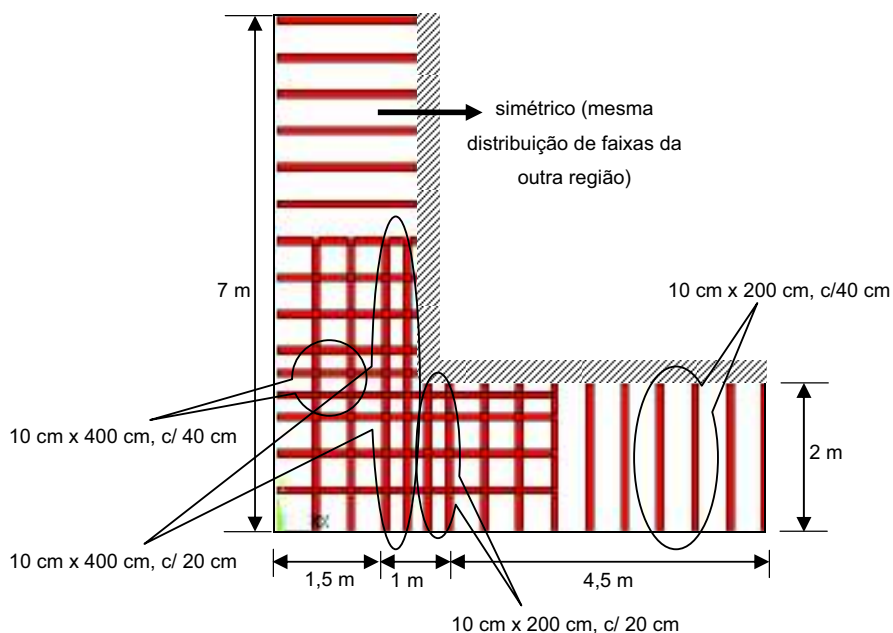 simétrico (mesma
distribuição de faixas da
outra região)
7 m
10 cm x 200 cm, c/40 cm
10 cm x 400 cm, c/ 40 cm
2 m
10 cm x 400 cm, c/ 20 cm
1,5 m
1 m
4,5 m
10 cm x 200 cm, c/ 20 cm